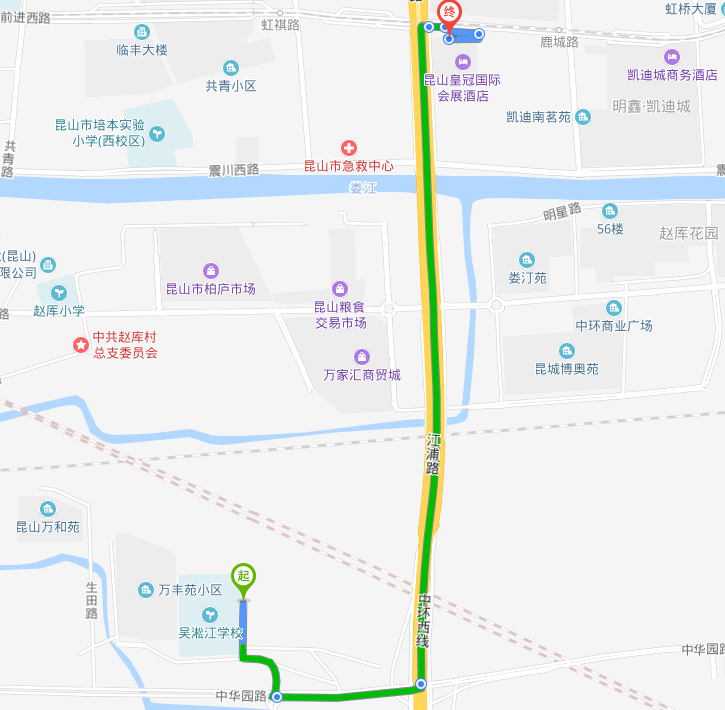 前进西路
虹祺路
终
虹桥大厦
鹿城路
临丰大楼
凯迪城商务酒店
共青小区
昆山皇冠国际
会展酒店
明鑫·凯迪城
凯迪南茗苑
昆山市培本实验
小学(西校区)
共青路
昆山市急救中心
震川西路
震
娄江
明星路
56楼
赵厍花园
(昆山)
限公司
娄汀苑
昆山市柏庐市场
赵厍小学
路
昆山粮食
交易市场
中环商业广场
中共赵厍村
总支委员会
万家汇商贸城
昆城博奥苑
江浦路
昆山万和苑
起
万丰苑小区
生田路
吴淞江学校
中环西线
中华园路
中华园路